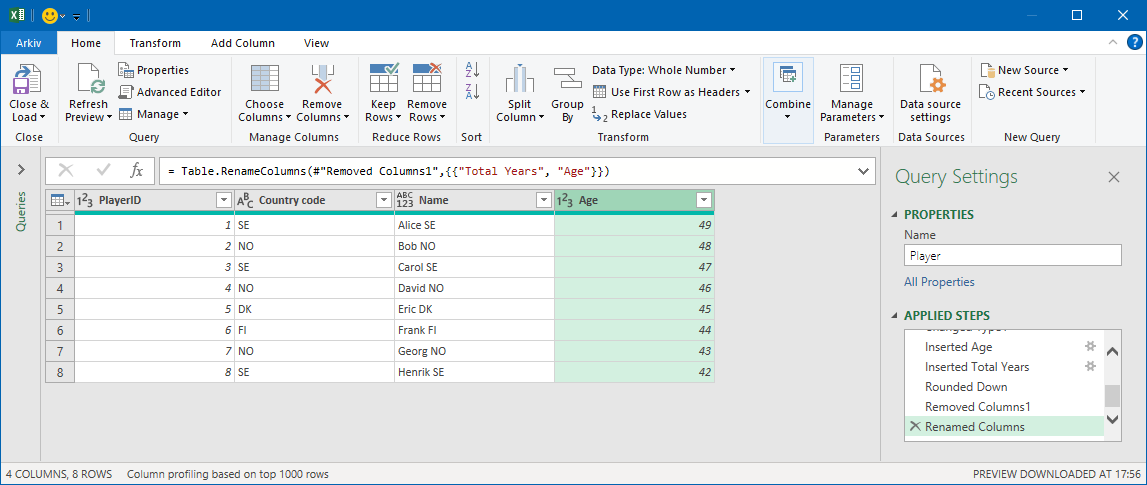 Arkiv Home Transform Add Column View
Close & Load
Close
Refresh Preview
Properties
Advanced Editor
Manage
Query
Choose Columns
Remove Columns
Manage Columns
Keep Rows
Remove Rows
Reduce Rows
A Z
Z A
Sort
Split Column
Group By
Data Type: Whole Number
Use First Row as Headers
1 2 Replace Values
Transform
Combine
Manage Parameters
Parameters
Data source settings
Data Sources
New Source
Recent Sources
New Query
Queries
fx = Table.RenameColumns(#"Removed Columns1",{{"Total Years", "Age"}})
123 PlayerID ABC Country code ABC 123 Name 123 Age
1 1 SE Alice SE 49
2 2 NO Bob NO 48
3 3 SE Carol SE 47
4 4 NO David NO 46
5 5 DK Eric DK 45
6 6 FI Frank FI 44
7 7 NO Georg NO 43
8 8 SE Henrik SE 42
Query Settings
PROPERTIES
Name
Player
All Properties
APPLIED STEPS
Inserted Age
Inserted Total Years
Rounded Down
Removed Columns1
Renamed Columns
4 COLUMNS, 8 ROWS Column profiling based on top 1000 rows PREVIEW DOWNLOADED AT 17:56